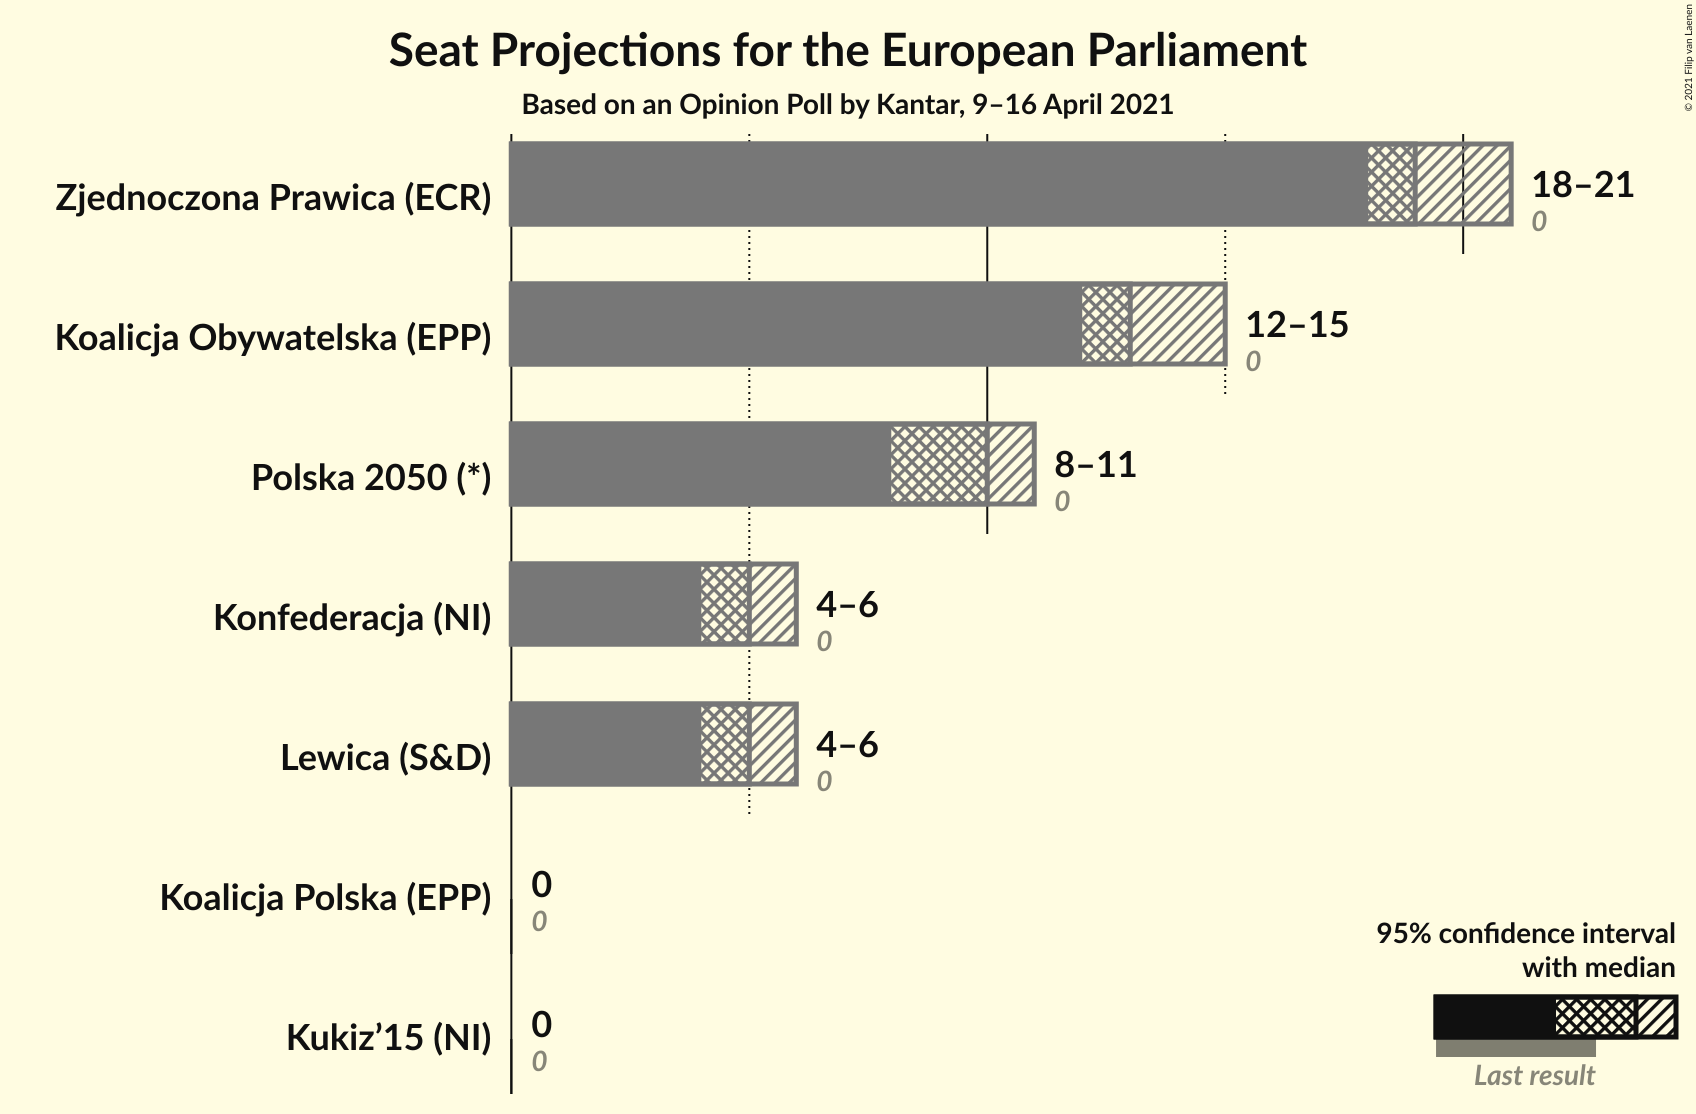 Seat Projections for the European Parliament
Based on an Opinion Poll by Kantar, 9–16 April 2021
© 2021 Filip van Laenen
Zjednoczona Prawica (ECR)
18–21
0
Koalicja Obywatelska (EPP)
12–15
0
Polska 2050 (*)
8–11
0
Konfederacja (NI)
4–6
0
Lewica (S&D)
4–6
0
Koalicja Polska (EPP)
0
0
Kukiz’15 (NI)
0
0
95% confidence interval
with median
Last result